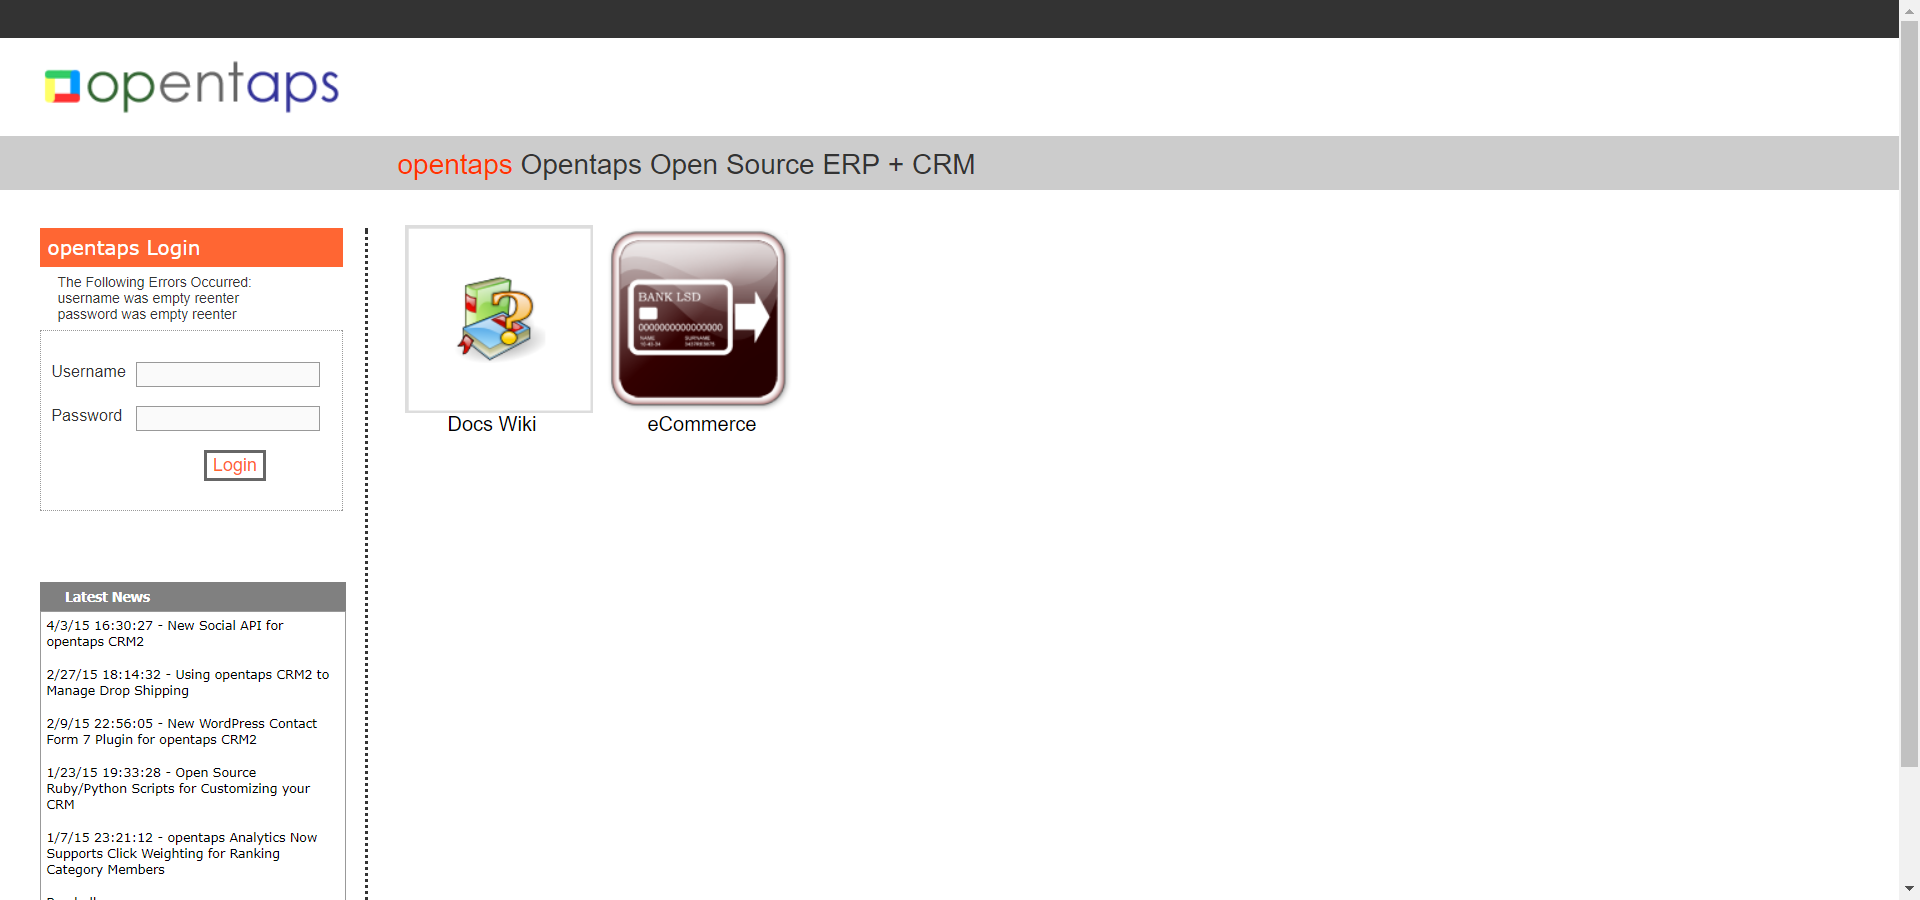 opentaps
opentaps Opentaps Open Source ERP + CRM
opentaps Login
The Following Errors Occurred:
username was empty reenter
password was empty reenter
Username
Password
Login
BANK LSD
0000000000000000
Docs Wiki
eCommerce
Latest News
4/3/15 16:30:27 - New Social API for
opentaps CRM2
2/27/15 18:14:32 - Using opentaps CRM2 to
Manage Drop Shipping
2/9/15 22:56:05 - New WordPress Contact
Form 7 Plugin for opentaps CRM2
1/23/15 19:33:28 - Open Source
Ruby/Python Scripts for Customizing your
CRM
1/7/15 23:21:12 - opentaps Analytics Now
Supports Click Weighting for Ranking
Category Members